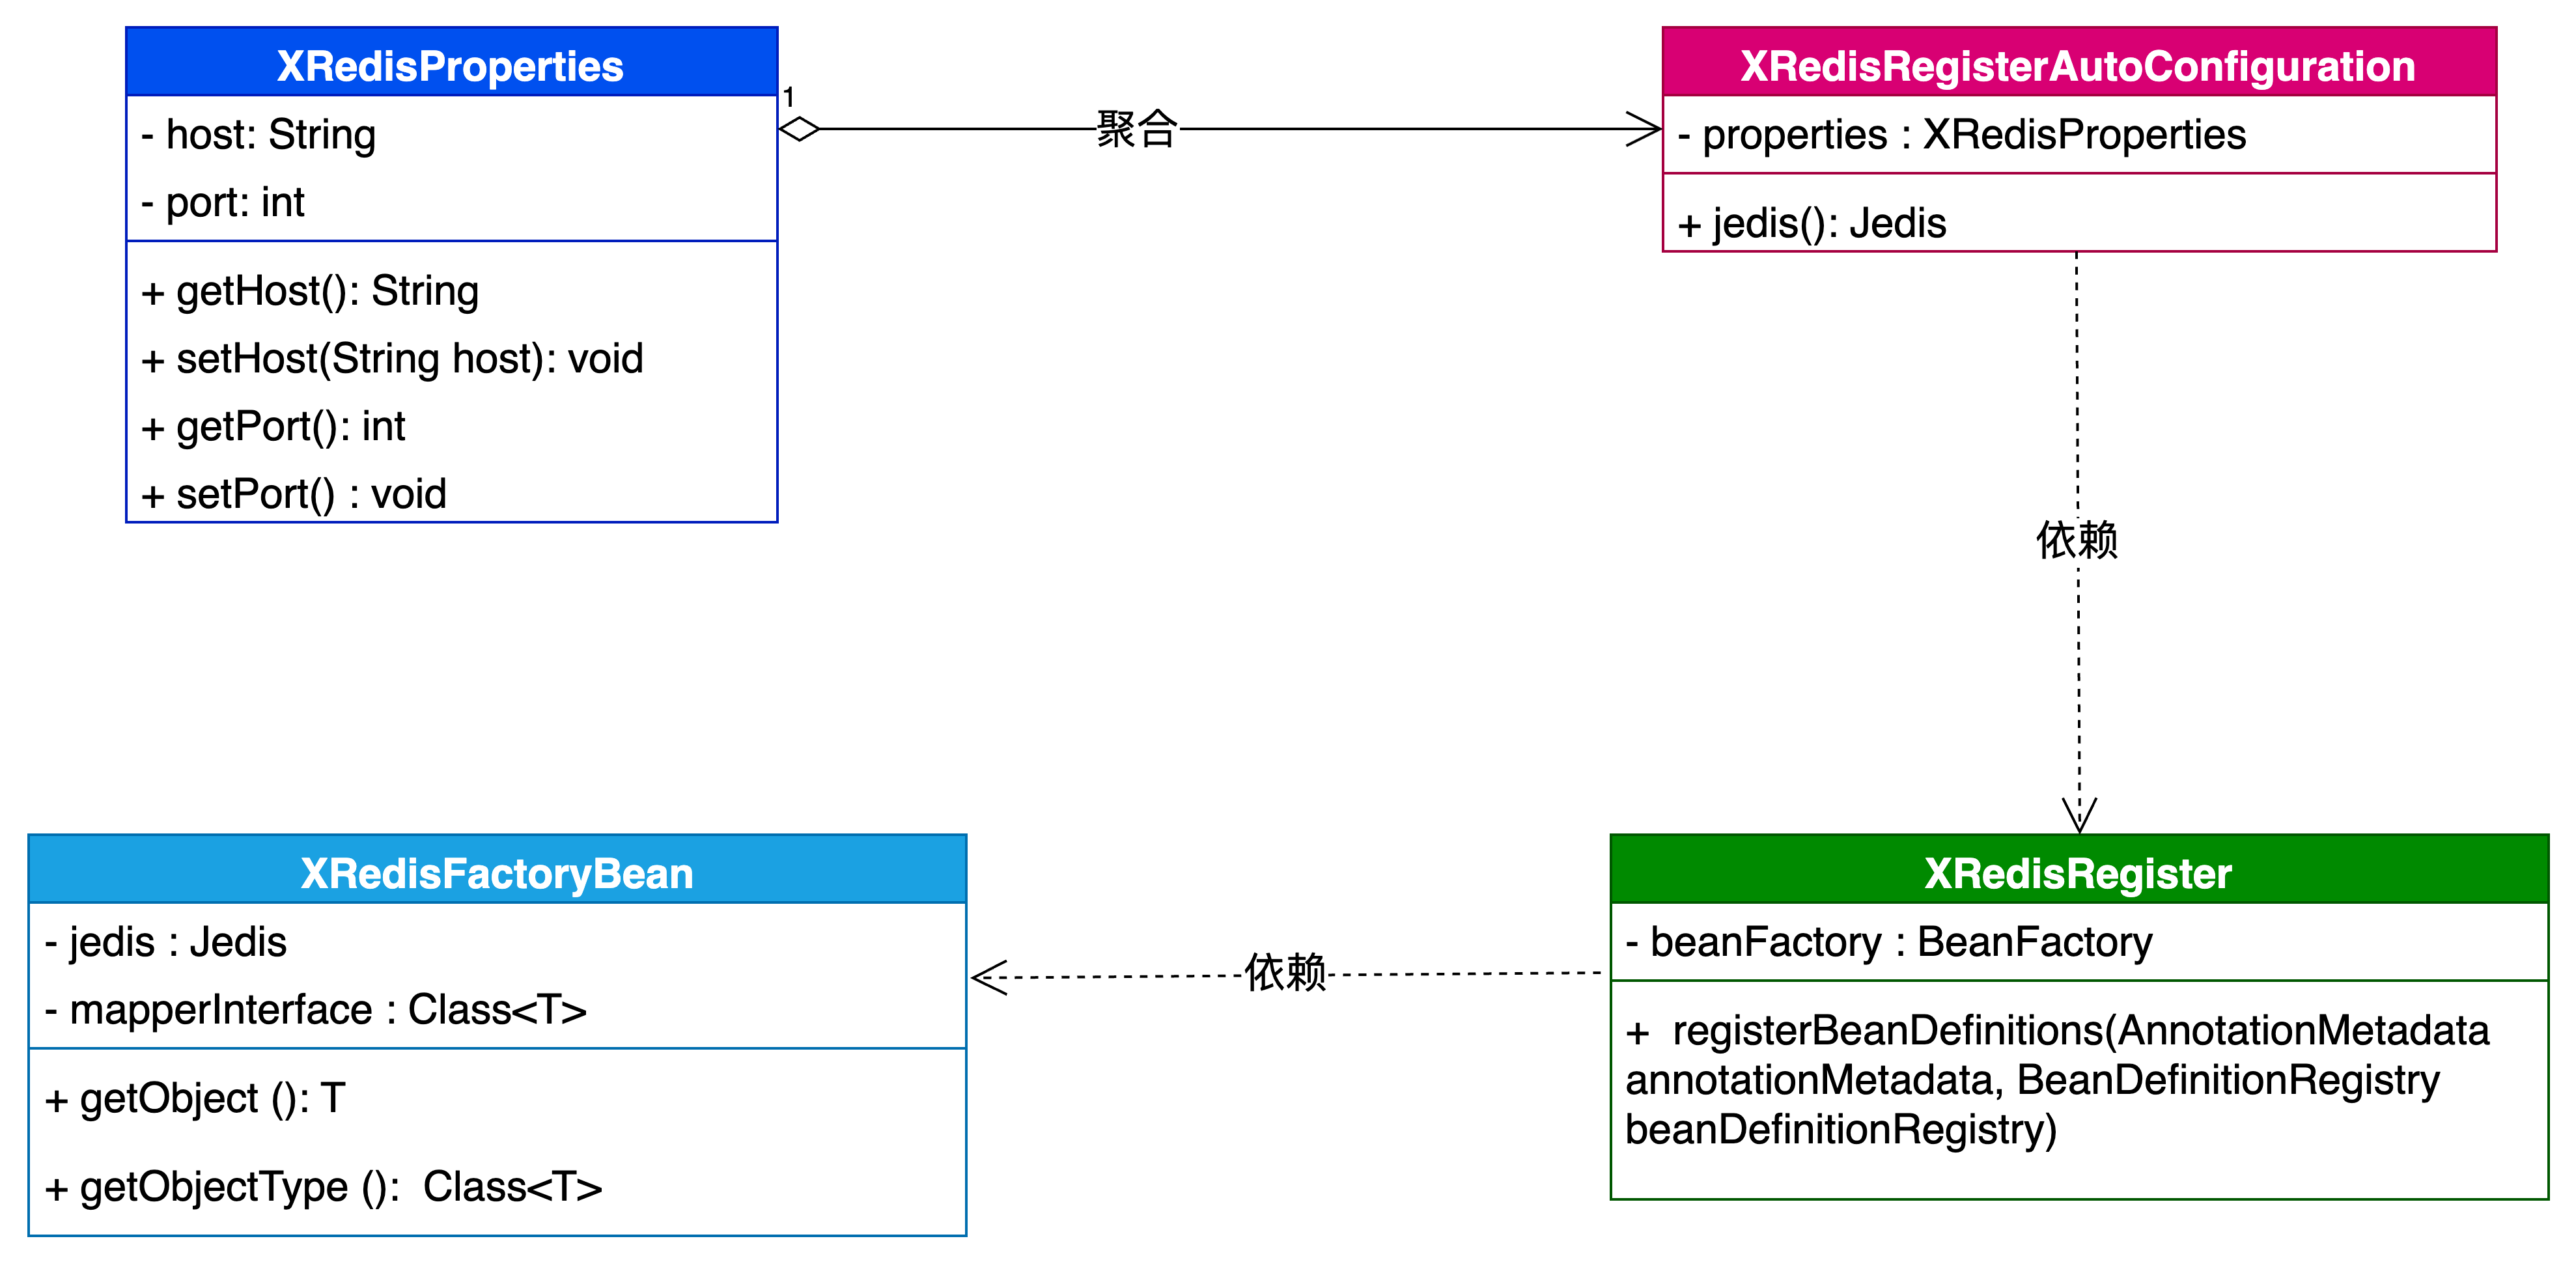 XRedisProperties
- host: String
- port: int
+ getHost(): String
+ setHost(String host): void
+ getPort(): int
+ setPort() : void
1
聚合
XRedisRegisterAutoConfiguration
- properties : XRedisProperties
+ jedis(): Jedis
依赖
XRedisFactoryBean
- jedis : Jedis
- mapperInterface : Class<T>
+ getObject (): T
+ getObjectType ():  Class<T>
依赖
XRedisRegister
- beanFactory : BeanFactory
+  registerBeanDefinitions(AnnotationMetadata
annotationMetadata, BeanDefinitionRegistry
beanDefinitionRegistry)